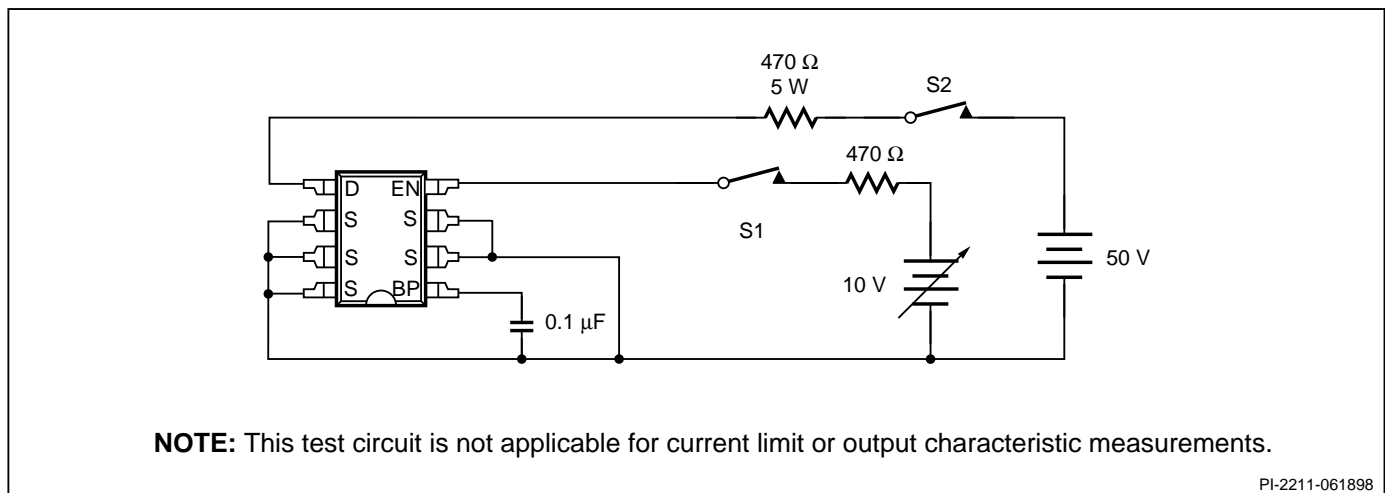 470 Ω
5 W
S2
470 Ω
S1
D EN
S S
S S
S BP
50 V
10 V
0.1 µF
NOTE: This test circuit is not applicable for current limit or output characteristic measurements.
PI-2211-061898